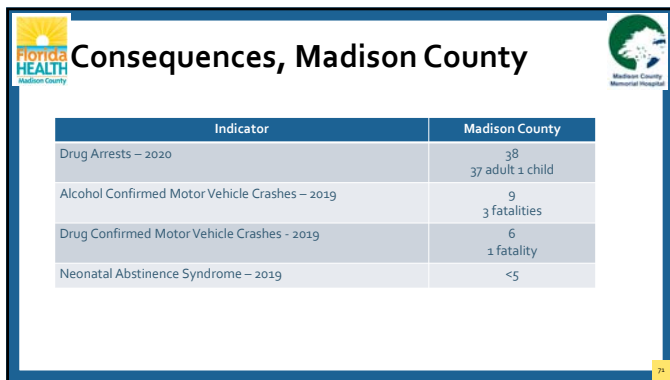 Florida
HEALTH
Madison County
Consequences, Madison County
Madison County
Memorial Hospital
Indicator Madison County
Drug Arrests – 2020 38
37 adult 1 child
Alcohol Confirmed Motor Vehicle Crashes – 2019 9
3 fatalities
Drug Confirmed Motor Vehicle Crashes - 2019 6
1 fatality
Neonatal Abstinence Syndrome – 2019 <5
71